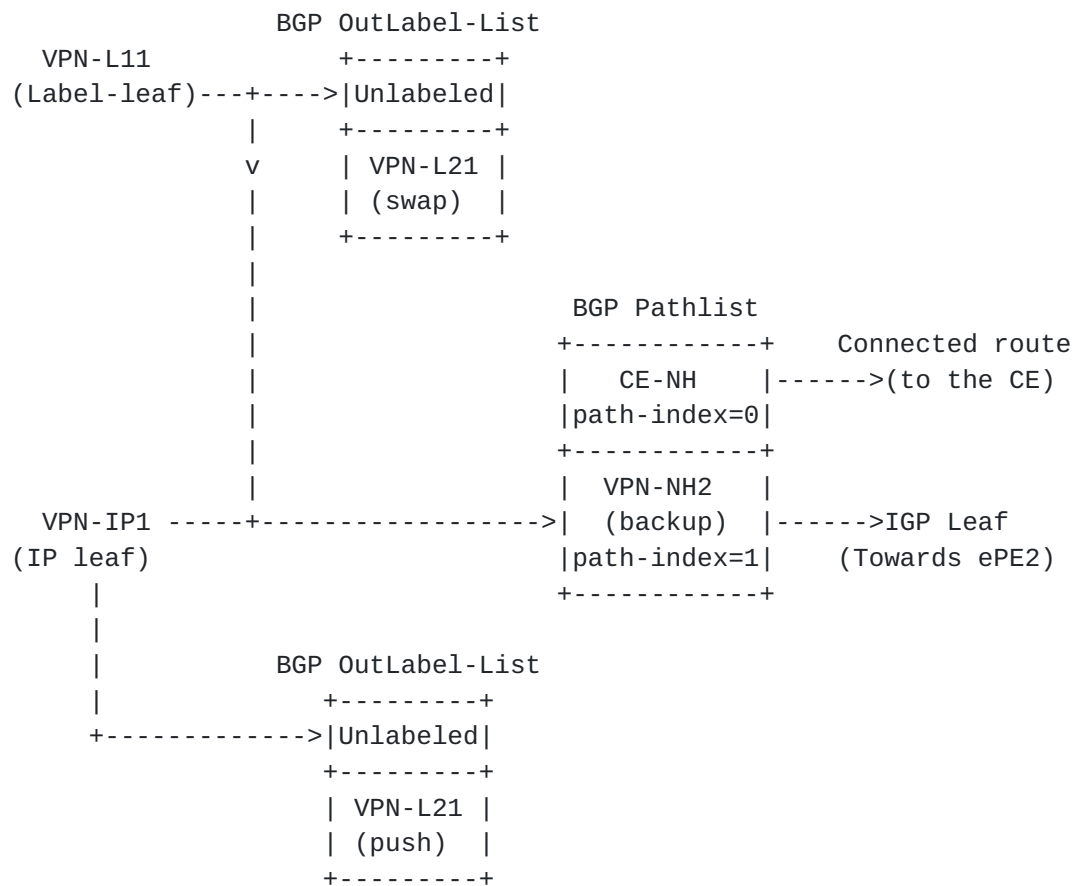 BGP OutLabel-List
  VPN-L11            +---------+
(Label-leaf)---+---->|Unlabeled|
               |     +---------+
               v     | VPN-L21 |
               |     | (swap)  |
               |     +---------+
               |
               |                    BGP Pathlist
               |                   +------------+    Connected route
               |                   |   CE-NH    |------>(to the CE)
               |                   |path-index=0|
               |                   +------------+
               |                   |  VPN-NH2   |
  VPN-IP1 -----+------------------>|  (backup)  |------>IGP Leaf
(IP leaf)                          |path-index=1|    (Towards ePE2)
     |                             +------------+
     |
     |           BGP OutLabel-List
     |              +---------+
     +------------->|Unlabeled|
                    +---------+
                    | VPN-L21 |
                    | (push)  |
                    +---------+